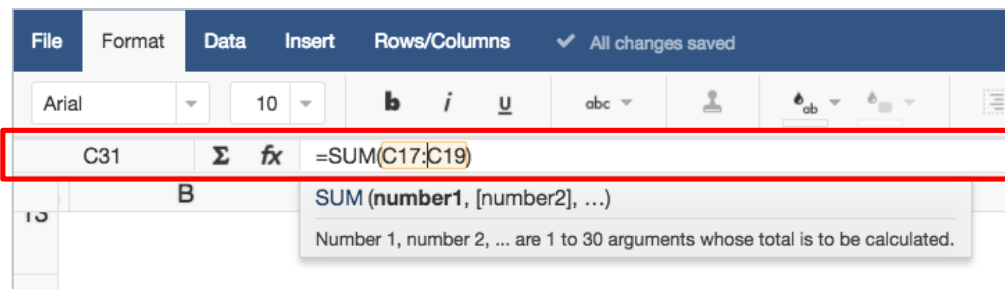 File Format Data Insert Rows/Columns ✓ All changes saved
Arial 10 b i u abc ab
C31 Σ fx =SUM(C17:C19)
B
SUM (number1, [number2], …)
Number 1, number 2, ... are 1 to 30 arguments whose total is to be calculated.